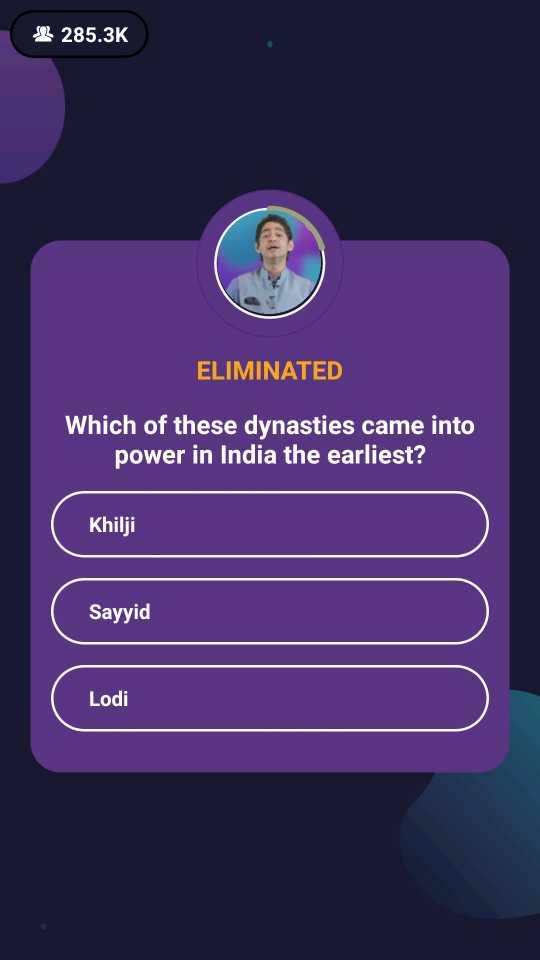 285.3K
ELIMINATED
Which of these dynasties came into
power in India the earliest?
Khilji
Sayyid
Lodi